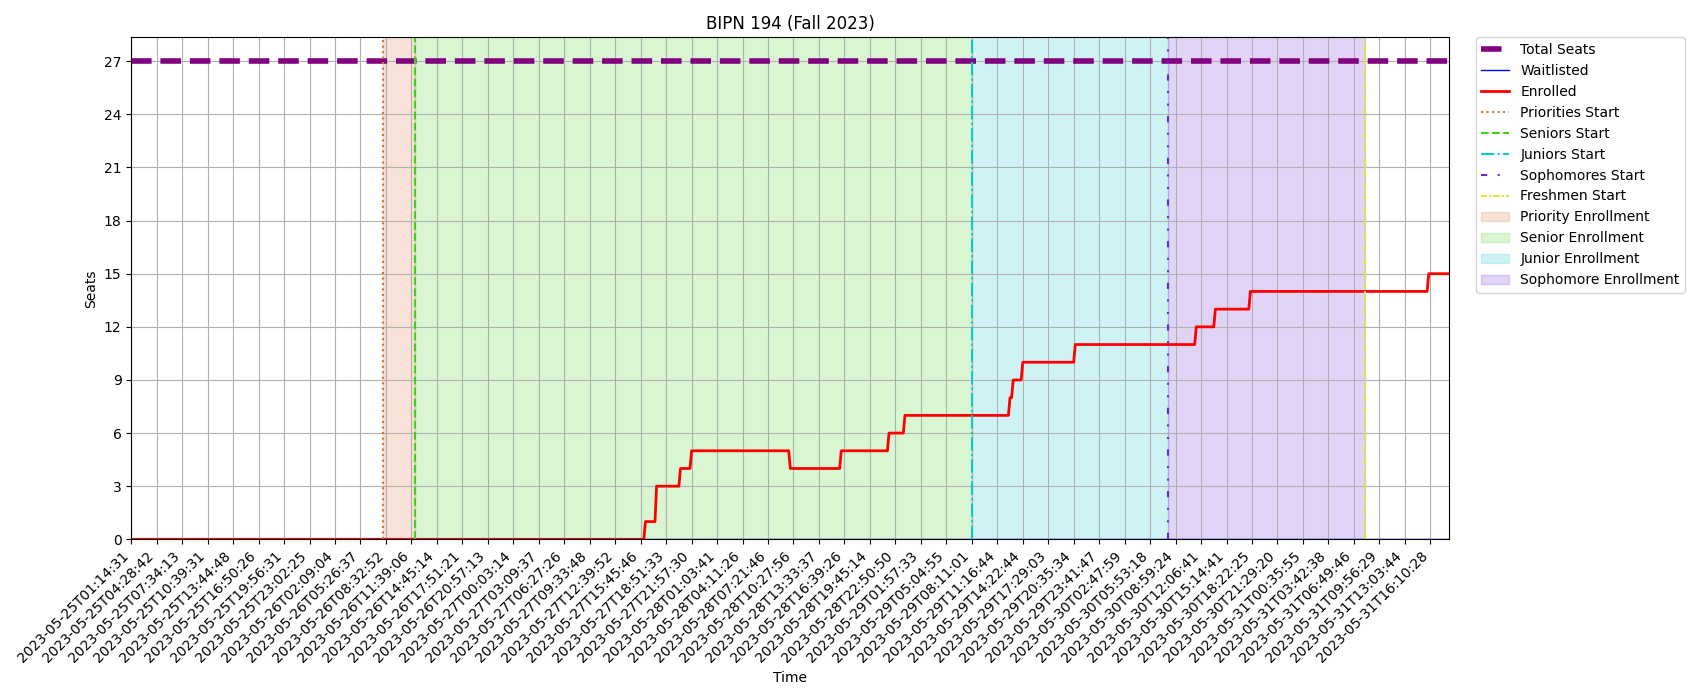 BIPN 194 (Fall 2023)
Seats
27
24
21
18
15
12
9
6
3
0
2023-05-25T01:14:31
2023-05-25T04:28:42
2023-05-25T07:34:13
2023-05-25T10:39:31
2023-05-25T13:44:48
2023-05-25T16:50:26
2023-05-25T19:56:31
2023-05-25T23:02:25
2023-05-26T02:09:04
2023-05-26T05:26:37
2023-05-26T08:32:52
2023-05-26T11:39:06
2023-05-26T14:45:14
2023-05-26T17:51:21
2023-05-26T20:57:13
2023-05-27T00:03:14
2023-05-27T03:09:37
2023-05-27T06:27:26
2023-05-27T09:33:48
2023-05-27T12:39:52
2023-05-27T15:45:46
2023-05-27T18:51:33
2023-05-27T21:57:30
2023-05-28T01:03:41
2023-05-28T04:11:26
2023-05-28T07:21:46
2023-05-28T10:27:56
2023-05-28T13:33:37
2023-05-28T16:39:26
2023-05-28T19:45:14
2023-05-28T22:50:50
2023-05-29T01:57:33
2023-05-29T05:04:55
2023-05-29T08:11:01
2023-05-29T11:16:44
2023-05-29T14:22:44
2023-05-29T17:29:03
2023-05-29T20:35:34
2023-05-29T23:41:47
2023-05-30T02:47:59
2023-05-30T05:53:18
2023-05-30T08:59:24
2023-05-30T12:06:41
2023-05-30T15:14:41
2023-05-30T18:22:25
2023-05-30T21:29:20
2023-05-31T00:35:55
2023-05-31T03:42:38
2023-05-31T06:49:46
2023-05-31T09:56:29
2023-05-31T13:03:44
2023-05-31T16:10:28
Time
Total Seats
Waitlisted
Enrolled
Priorities Start
Seniors Start
Juniors Start
Sophomores Start
Freshmen Start
Priority Enrollment
Senior Enrollment
Junior Enrollment
Sophomore Enrollment